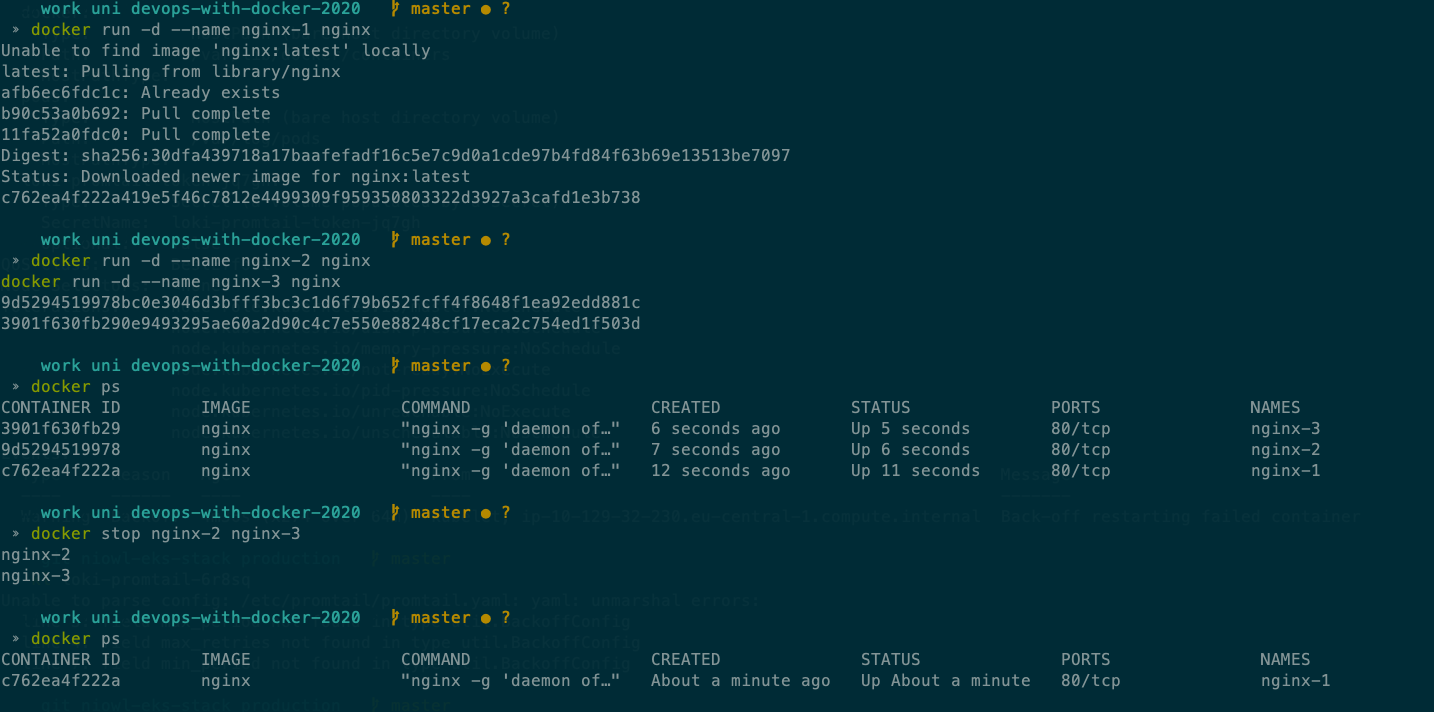 work uni devops-with-docker-2020 master ● ?
» docker run -d --name nginx-1 nginx
Unable to find image 'nginx:latest' locally
latest: Pulling from library/nginx
afb6ec6fdc1c: Already exists
b90c53a0b692: Pull complete
11fa52a0fdc0: Pull complete
Digest: sha256:30dfa439718a17baafefadf16c5e7c9d0a1cde97b4fd84f63b69e13513be7097
Status: Downloaded newer image for nginx:latest
c762ea4f222a419e5f46c7812e4499309f959350803322d3927a3cafd1e3b738
work uni devops-with-docker-2020 master ● ?
» docker run -d --name nginx-2 nginx
docker run -d --name nginx-3 nginx
9d5294519978bc0e3046d3bfff3bc3c1d6f79b652fcff4f8648f1ea92edd881c
3901f630fb290e9493295ae60a2d90c4c7e550e88248cf17eca2c754ed1f503d
work uni devops-with-docker-2020 master ● ?
» docker ps
CONTAINER ID IMAGE COMMAND CREATED STATUS PORTS NAMES
3901f630fb29 nginx "nginx -g 'daemon of…" 6 seconds ago Up 5 seconds 80/tcp nginx-3
9d5294519978 nginx "nginx -g 'daemon of…" 7 seconds ago Up 6 seconds 80/tcp nginx-2
c762ea4f222a nginx "nginx -g 'daemon of…" 12 seconds ago Up 11 seconds 80/tcp nginx-1
work uni devops-with-docker-2020 master ● ?
» docker stop nginx-2 nginx-3
nginx-2
nginx-3
work uni devops-with-docker-2020 master ● ?
» docker ps
CONTAINER ID IMAGE COMMAND CREATED STATUS PORTS NAMES
c762ea4f222a nginx "nginx -g 'daemon of…" About a minute ago Up About a minute 80/tcp nginx-1